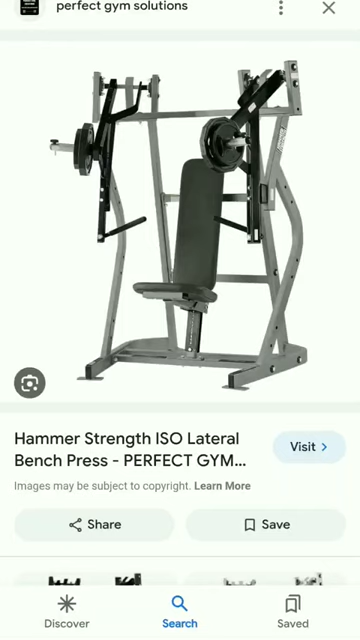 perfect gym solutions
Hammer Strength ISO Lateral
Bench Press - PERFECT GYM...
Visit
Images may be subject to copyright. Learn More
Share
Save
Discover
Search
Saved